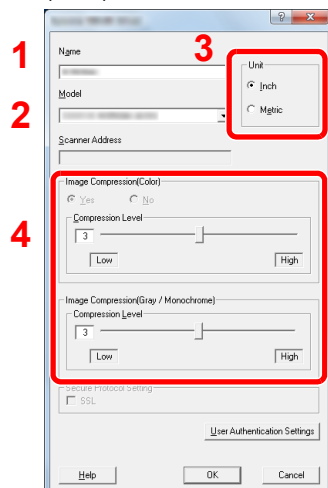 3
1
Name
Unit
Inch
Model
Metric
2
Scanner Address
Image Compression(Color)
Yes No
4
Compression Level
3
Low High
Image Compression(Gray / Monochrome)
Compression Level
3
Low High
Secure Protocol Setting
SSL
User Authentication Settings
Help OK Cancel